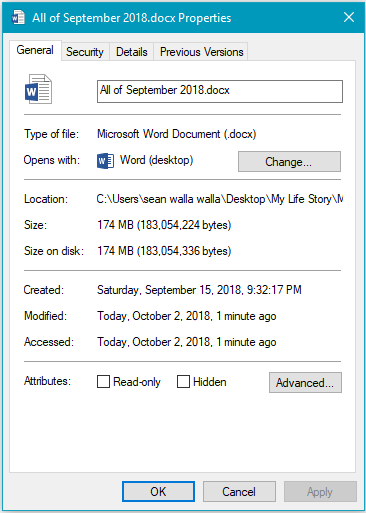 All of September 2018.docx Properties
General Security Details Previous Versions
All of September 2018.docx
Type of file: Microsoft Word Document (.docx)
Opens with: Word (desktop) Change...
Location: C:\Users\sean walla walla\Desktop\My Life Story\M
Size: 174 MB (183,054,224 bytes)
Size on disk: 174 MB (183,054,336 bytes)
Created: Saturday, September 15, 2018, 9:32:17 PM
Modified: Today, October 2, 2018, 1 minute ago
Accessed: Today, October 2, 2018, 1 minute ago
Attributes: Read-only Hidden Advanced...
OK Cancel Apply